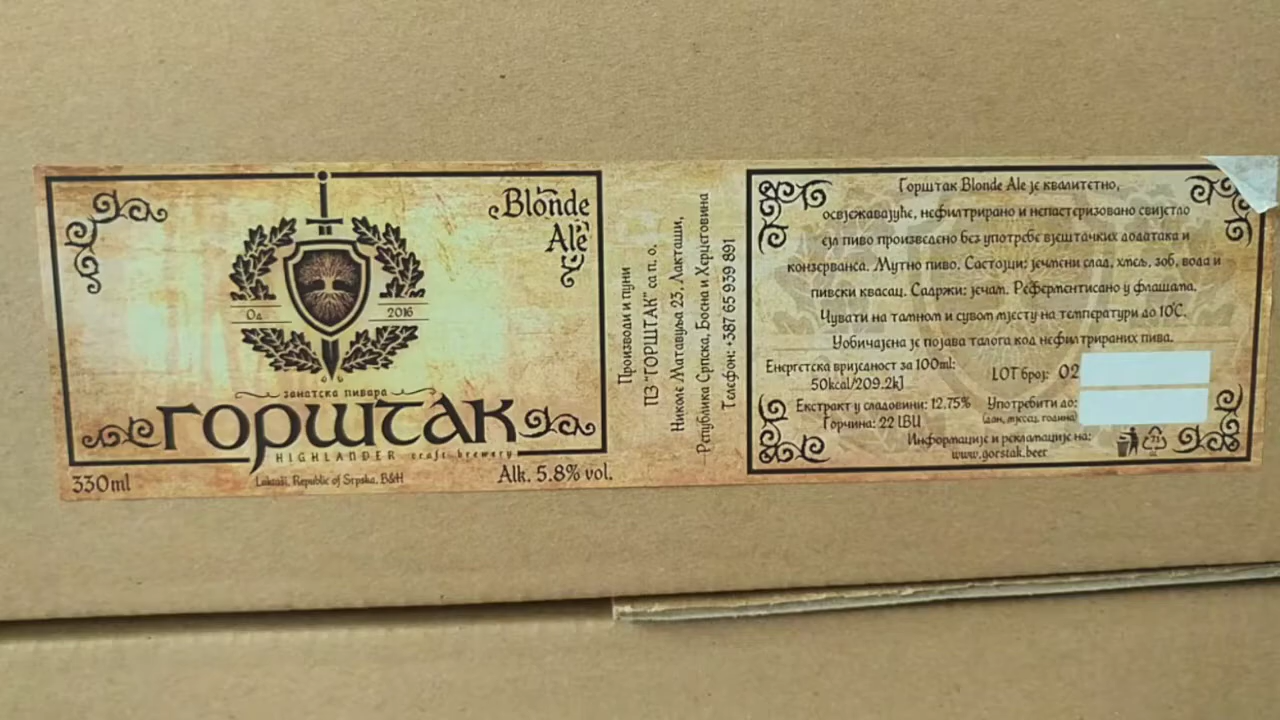 Blonde
Ale
Од 2016
занатска пивара
горштак
HIGHLANDER craft brewery
330ml
Laktaši, Republic of Srpska, B&H
Alk. 5.8% vol.
Производи и пуни
ПЗ "ГОРШТАК" са п. о.
Николе Матавуља 23, Лакташи,
Република Српска, Босна и Херцеговина
Телефон: +387 65 939 891
Горштак Blonde Ale је квалитетно,
освјежавајуће, нефилтрирано и непастеризовано свијетло
ејл пиво произведено без употребе вјештачких додатака и
конзерванса. Мутно пиво. Састојци: јечмени слад, хмељ, зоб, вода и
пивски квасац. Садржи: јечам. Реферментисано у флашама.
Чувати на тамном и сувом мјесту на температури до 10°C.
Уобичајена је појава талога код нефилтрираних пива.
Енергетска вриједност за 100ml:
50kcal/209.2kJ
Екстракт у сладовини: 12.75%
Горчина: 22 IBU
LOT број: 02
Употребити до:
(дан, мјесец, година)
Информације и рекламације на:
www.gorstak.beer